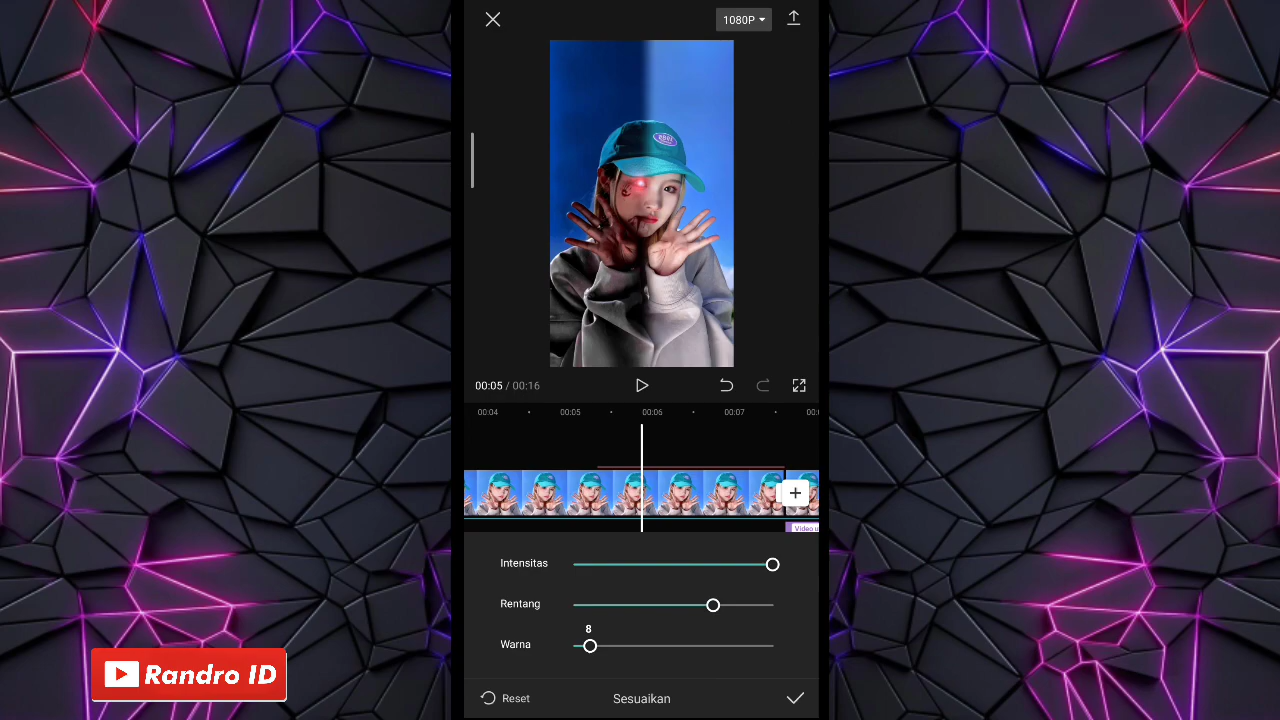 1080P
00:05 / 00:16
00:04
00:05
00:06
00:07
Intensitas
Rentang
8
Warna
Reset
Sesuaikan
Randro ID